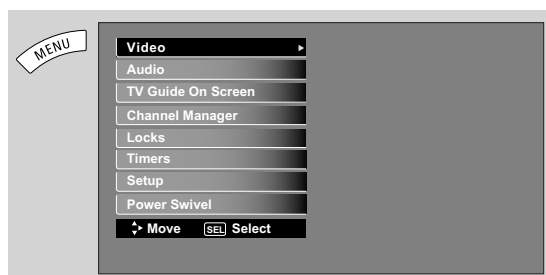 MENU
Video
Audio
TV Guide On Screen
Channel Manager
Locks
Timers
Setup
Power Swivel
Move SEL Select